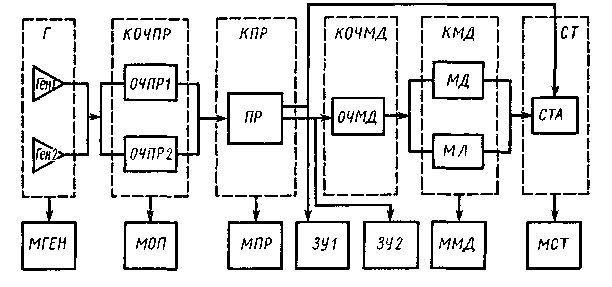 Г КОЧПР КПР КОЧМД КМД СТ
Ген1 ОЧПР1 МД
ПР ОЧМД СТА
Ген2 ОЧПР2 МЛ
МГЕН МОП МПР ЗУ1 ЗУ2 ММД МСТ